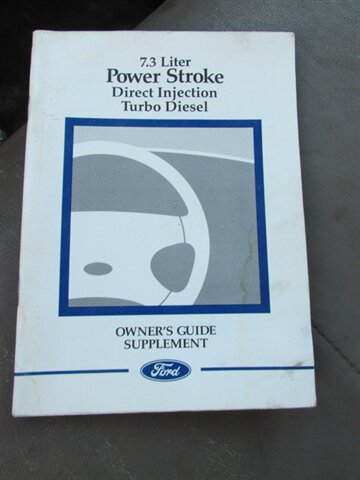 7.3 Liter
Power Stroke
Direct Injection
Turbo Diesel
OWNER'S GUIDE
SUPPLEMENT
Ford